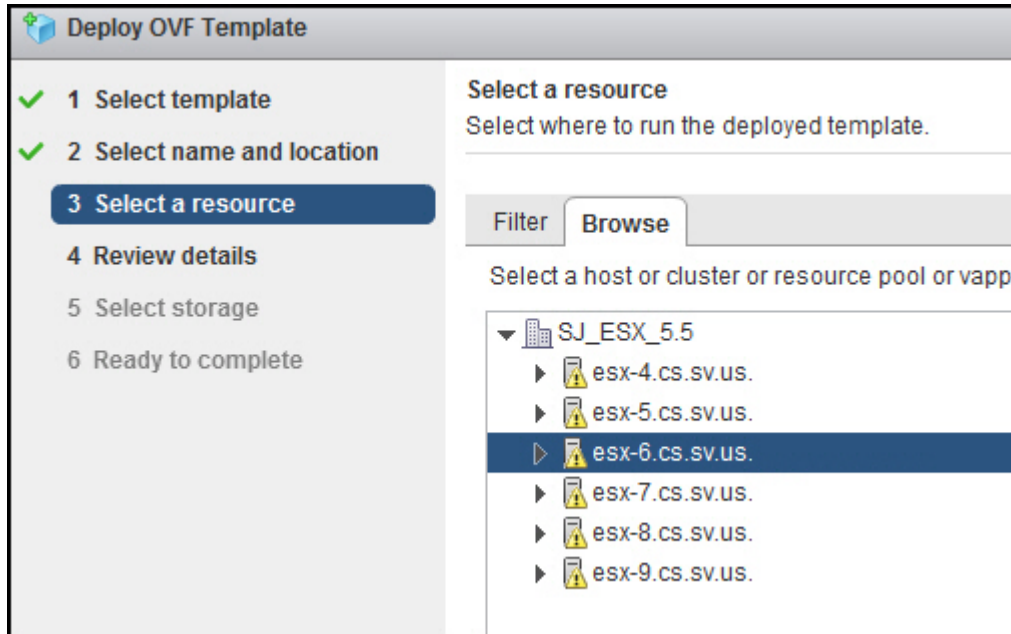 Deploy OVF Template
1 Select template
2 Select name and location
3 Select a resource
4 Review details
5 Select storage
6 Ready to complete
Select a resource
Select where to run the deployed template.
Filter
Browse
Select a host or cluster or resource pool or vapp
SJ_ESX_5.5
esx-4.cs.sv.us.
esx-5.cs.sv.us.
esx-6.cs.sv.us.
esx-7.cs.sv.us.
esx-8.cs.sv.us.
esx-9.cs.sv.us.